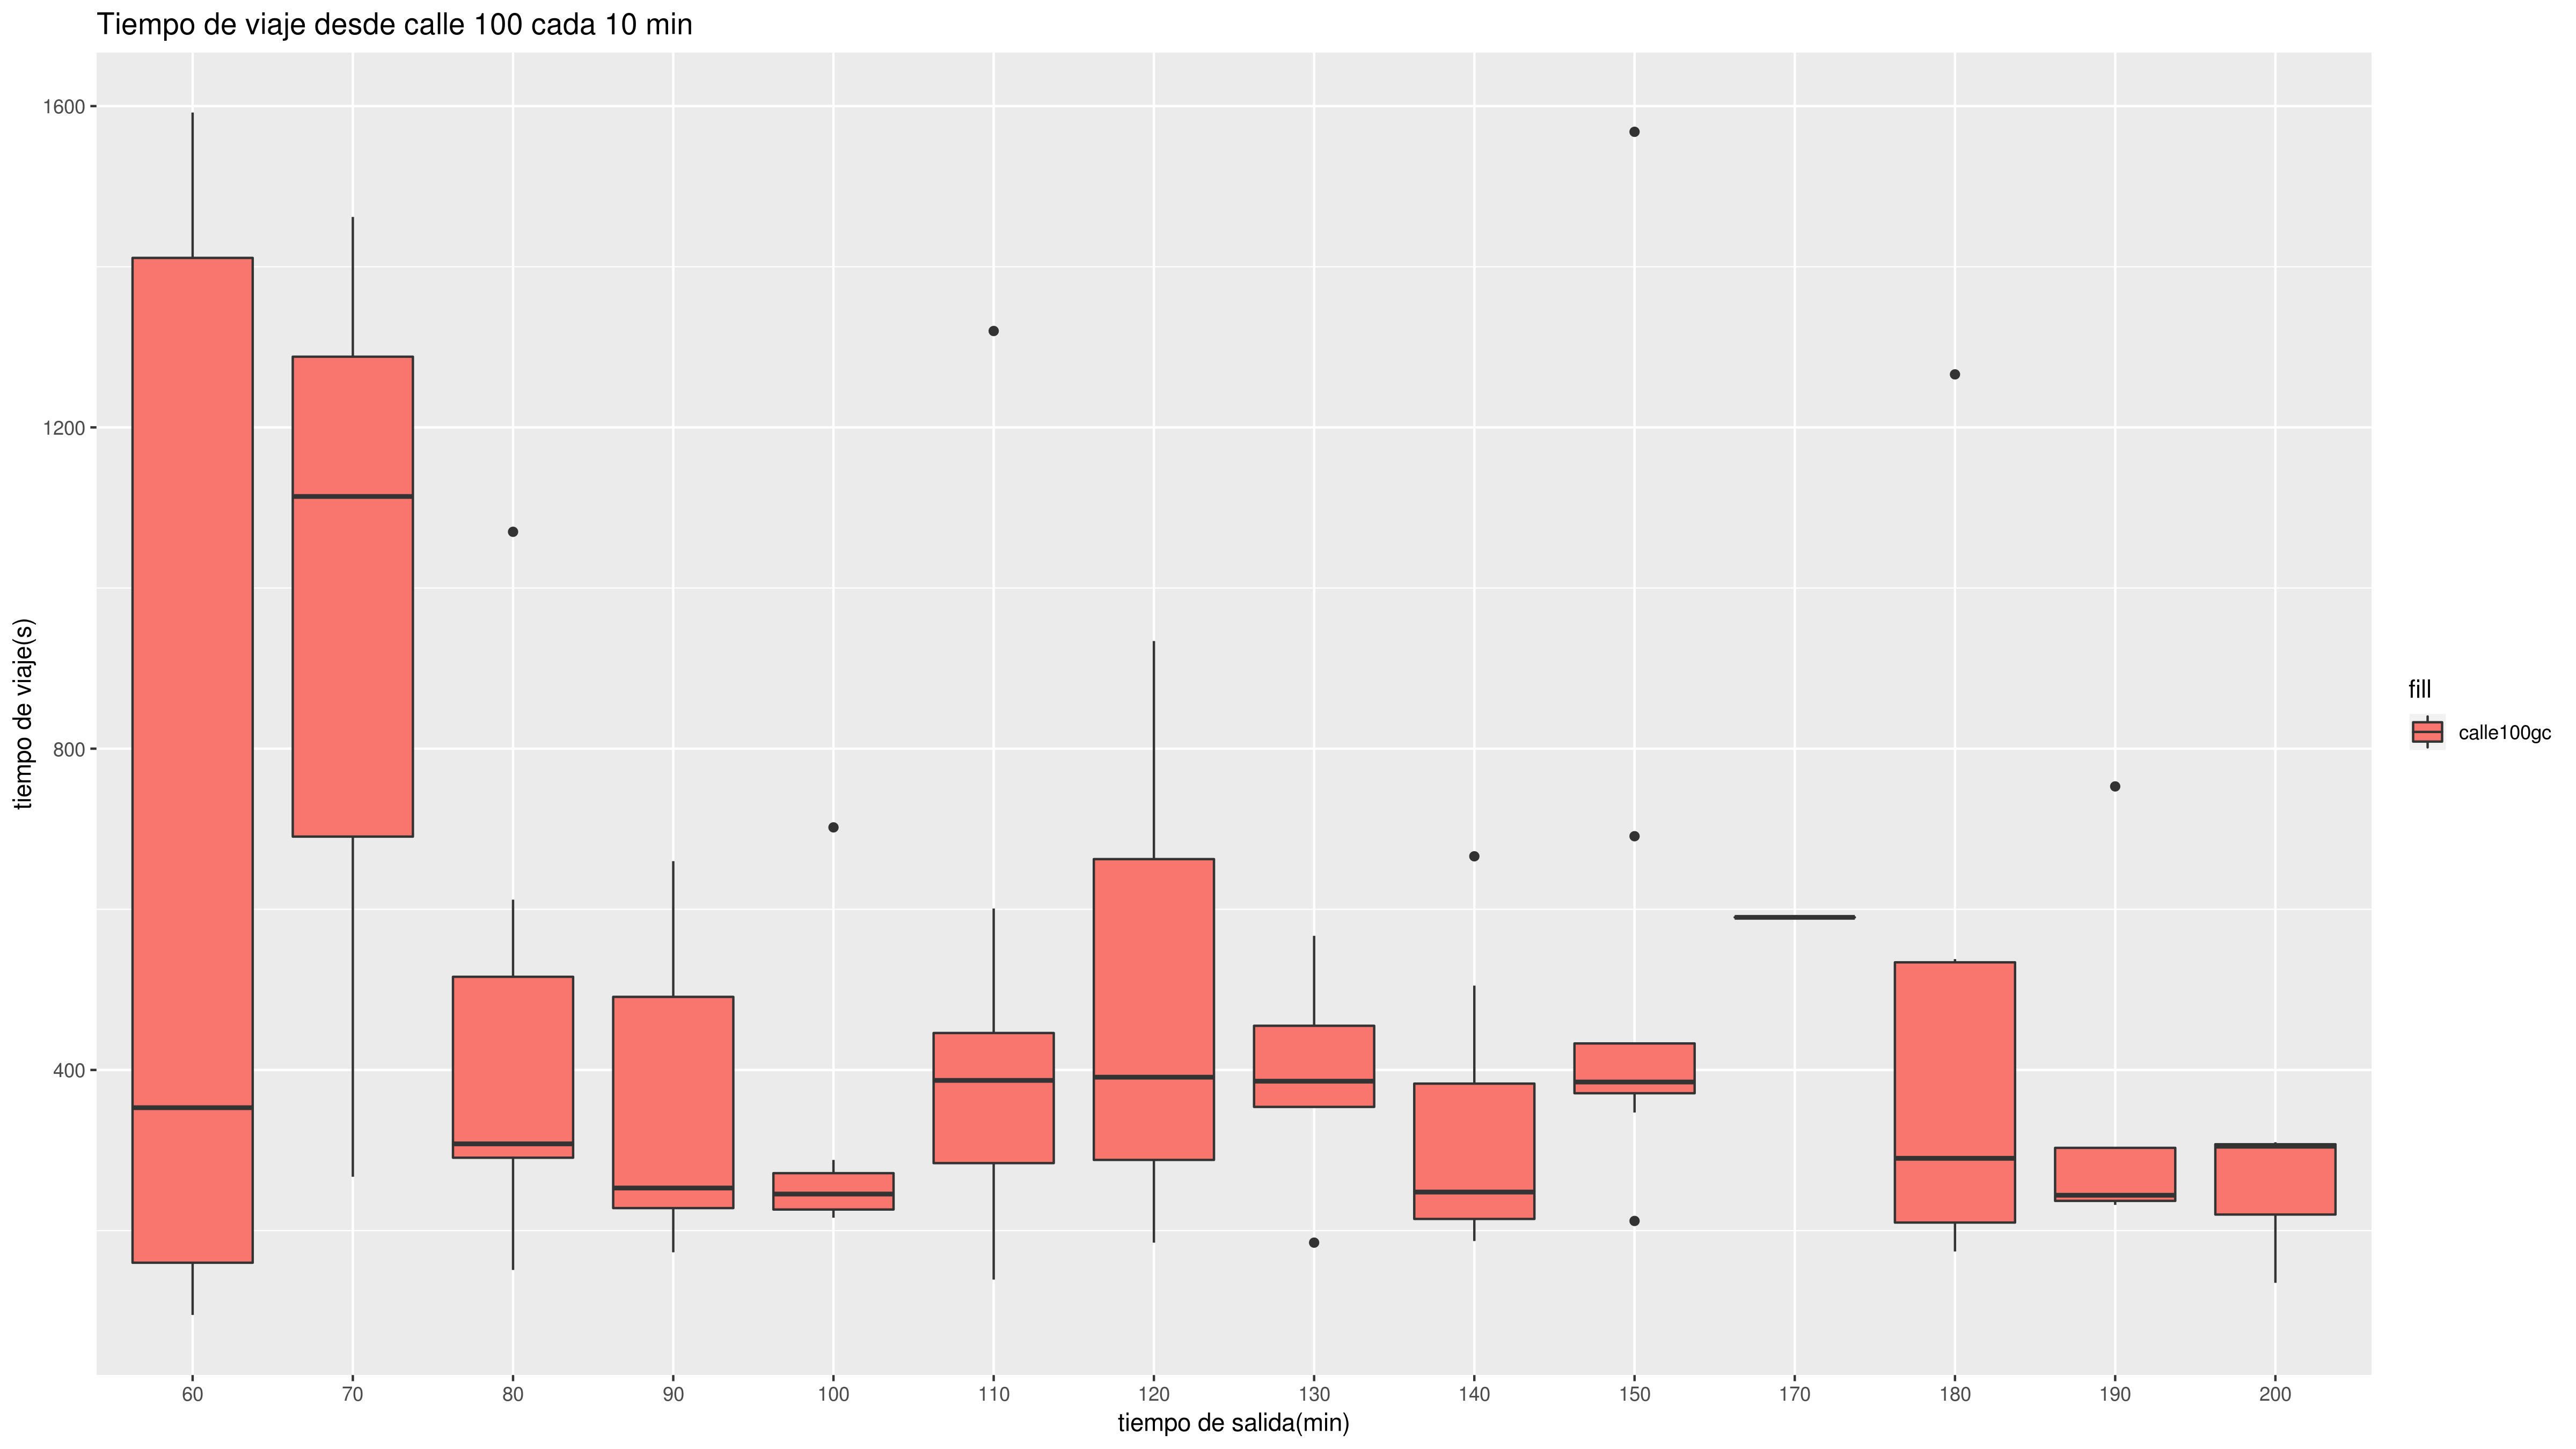 Tiempo de viaje desde calle 100 cada 10 min
tiempo de viaje(s)
1600
1200
800
400
60 70 80 90 100 110 120 130 140 150 170 180 190 200
tiempo de salida(min)
fill
calle100gc